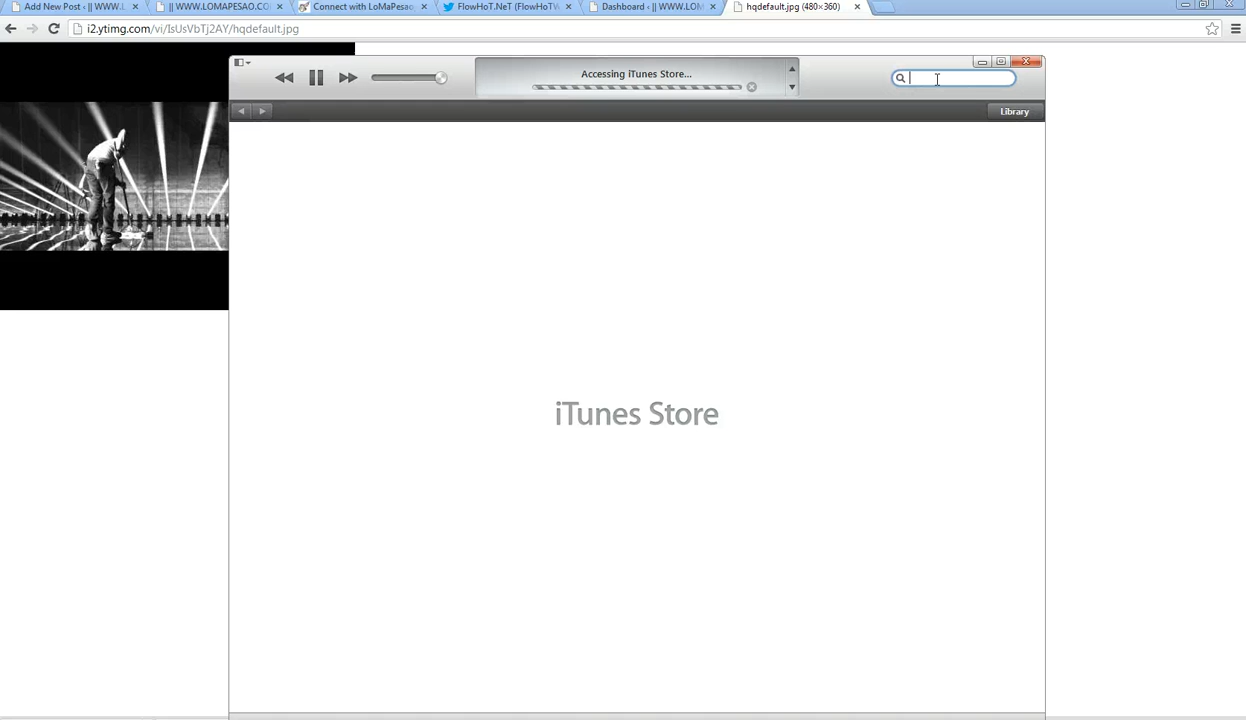 Add New Post ‹ || WWW.L
|| WWW.LOMAPESAO.CO
Connect with LoMaPesao
FlowHoT.NeT (FlowHoTW
Dashboard ‹ || WWW.LOM
hqdefault.jpg (480×360)
i2.ytimg.com/vi/IsUsVbTj2AY/hqdefault.jpg
Accessing iTunes Store...
Library
iTunes Store